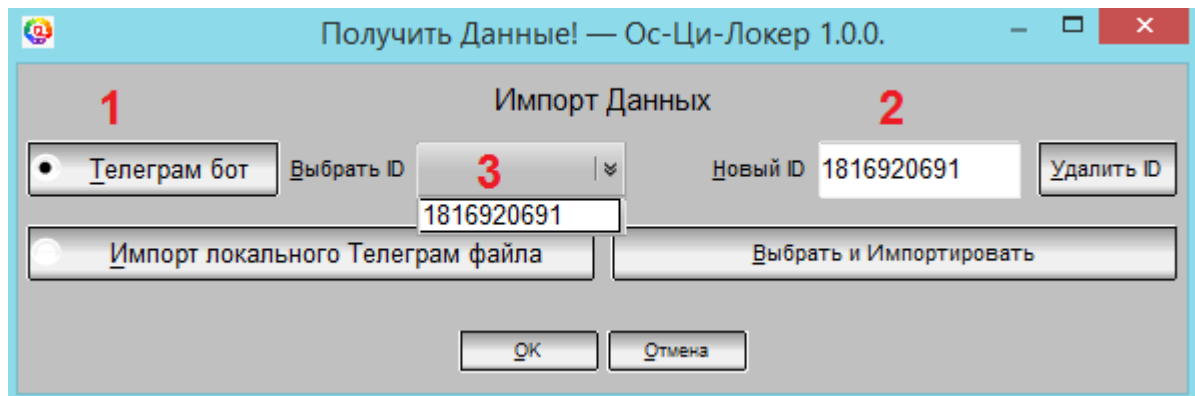 Получить Данные! — Ос-Ци-Локер 1.0.0.
1 Импорт Данных 2
Телеграм бот Выбрать ID 3 Новый ID 1816920691 Удалить ID
1816920691
Импорт локального Телеграм файла Выбрать и Импортировать
OK Отмена